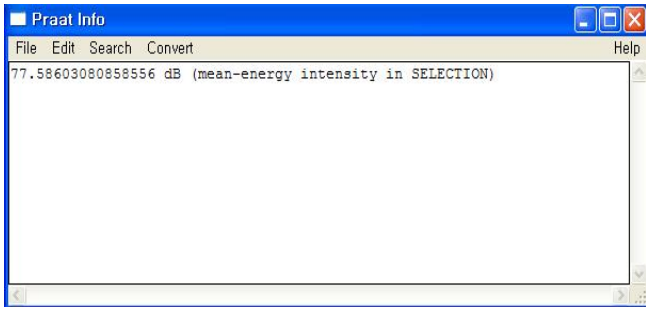 Praat Info
File Edit Search Convert Help
77.58603080858556 dB (mean-energy intensity in SELECTION)